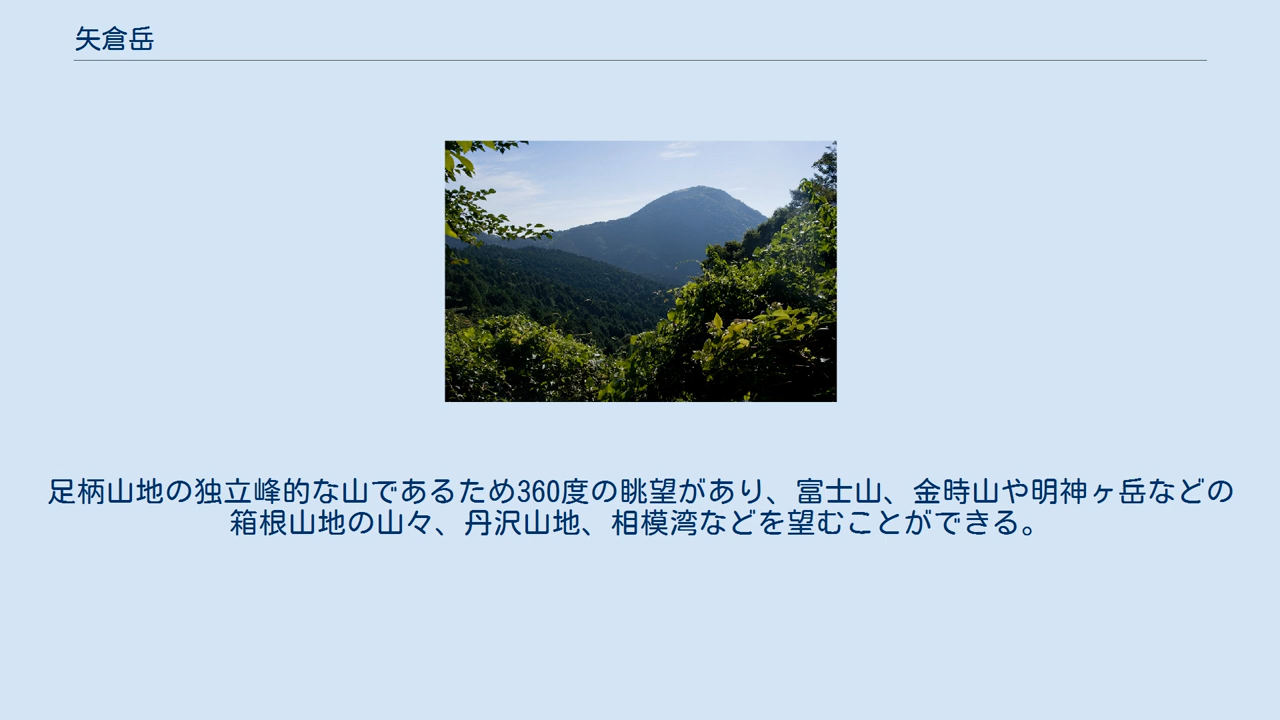 矢倉岳
足柄山地の独立峰的な山であるため360度の眺望があり、富士山、金時山や明神ヶ岳などの
箱根山地の山々、丹沢山地、相模湾などを望むことができる。